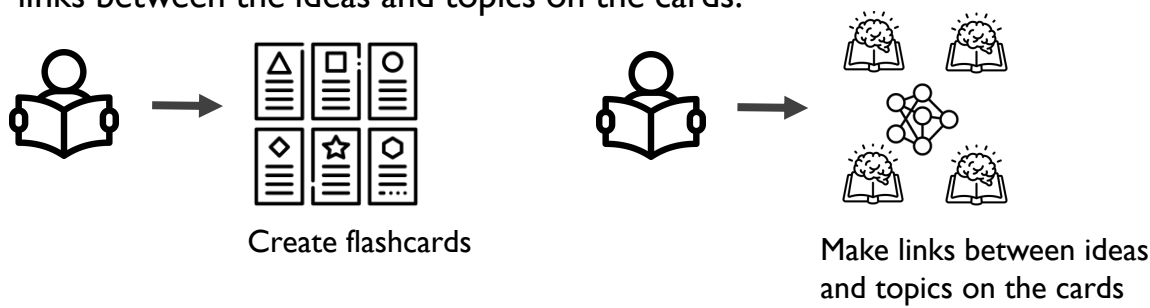 links between the ideas and topics on the cards.
Create flashcards
Make links between ideas
and topics on the cards